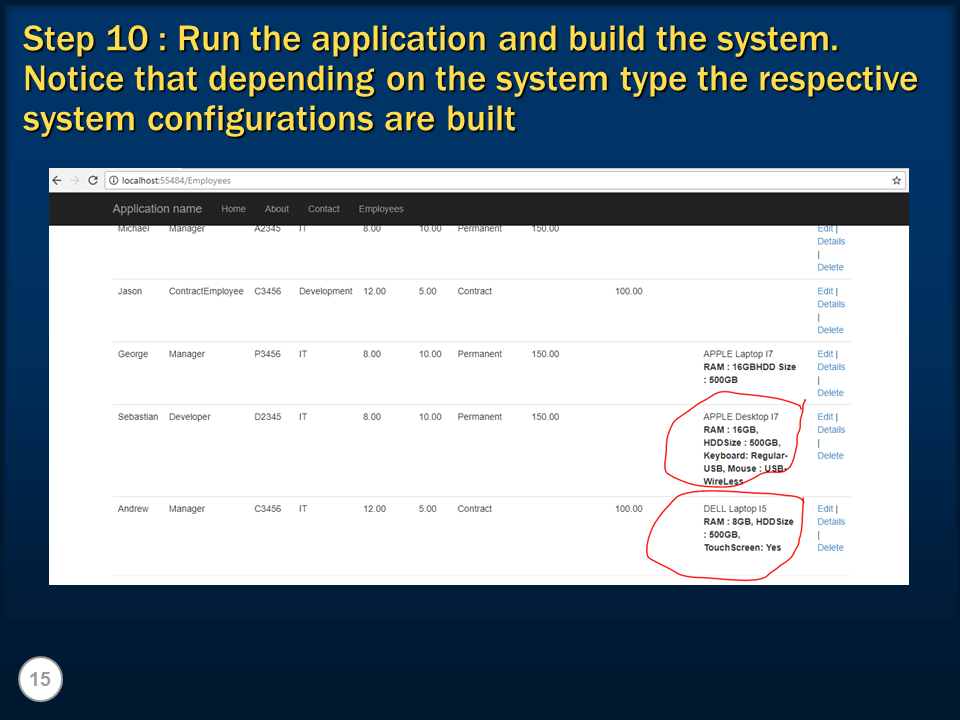 Step 10 : Run the application and build the system.
Notice that depending on the system type the respective
system configurations are built
localhost:55484/Employees
Application name Home About Contact Employees
Michael Manager A2345 IT 8.00 10.00 Permanent 150.00 Edit |
Details
|
Delete
Jason ContractEmployee C3456 Development 12.00 5.00 Contract 100.00 Edit |
Details
|
Delete
George Manager P3456 IT 8.00 10.00 Permanent 150.00 APPLE Laptop I7 Edit |
RAM : 16GBHDD Size Details
: 500GB |
Delete
Sebastian Developer D2345 IT 8.00 10.00 Permanent 150.00 APPLE Desktop I7 Edit |
RAM : 16GB, Details
HDDSize : 500GB, |
Keyboard: Regular- Delete
USB, Mouse : USB-
WireLess
Andrew Manager C3456 IT 12.00 5.00 Contract 100.00 DELL Laptop I5 Edit |
RAM : 8GB, HDDSize Details
: 500GB, |
TouchScreen: Yes Delete
15